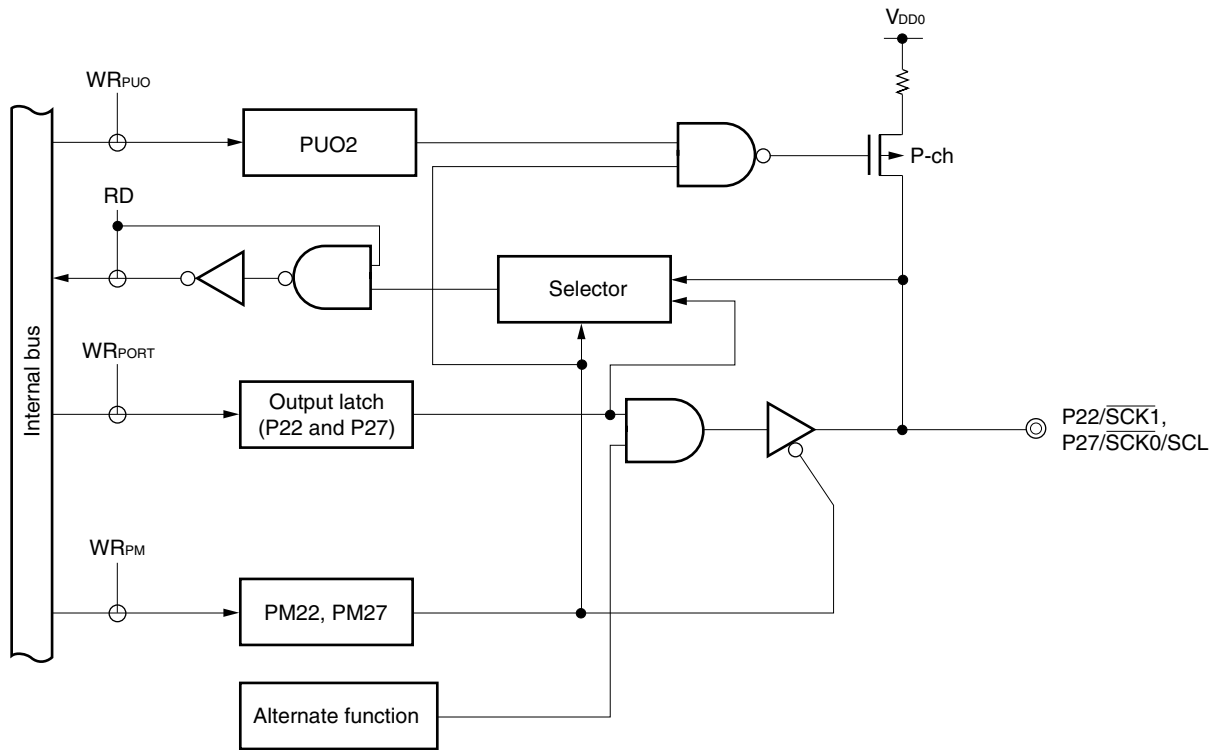 VDD0
WRPUO
PUO2
P-ch
RD
Selector
Internal bus
WRPORT
Output latch
(P22 and P27)
P22/SCK1,
P27/SCK0/SCL
WRPM
PM22, PM27
Alternate function